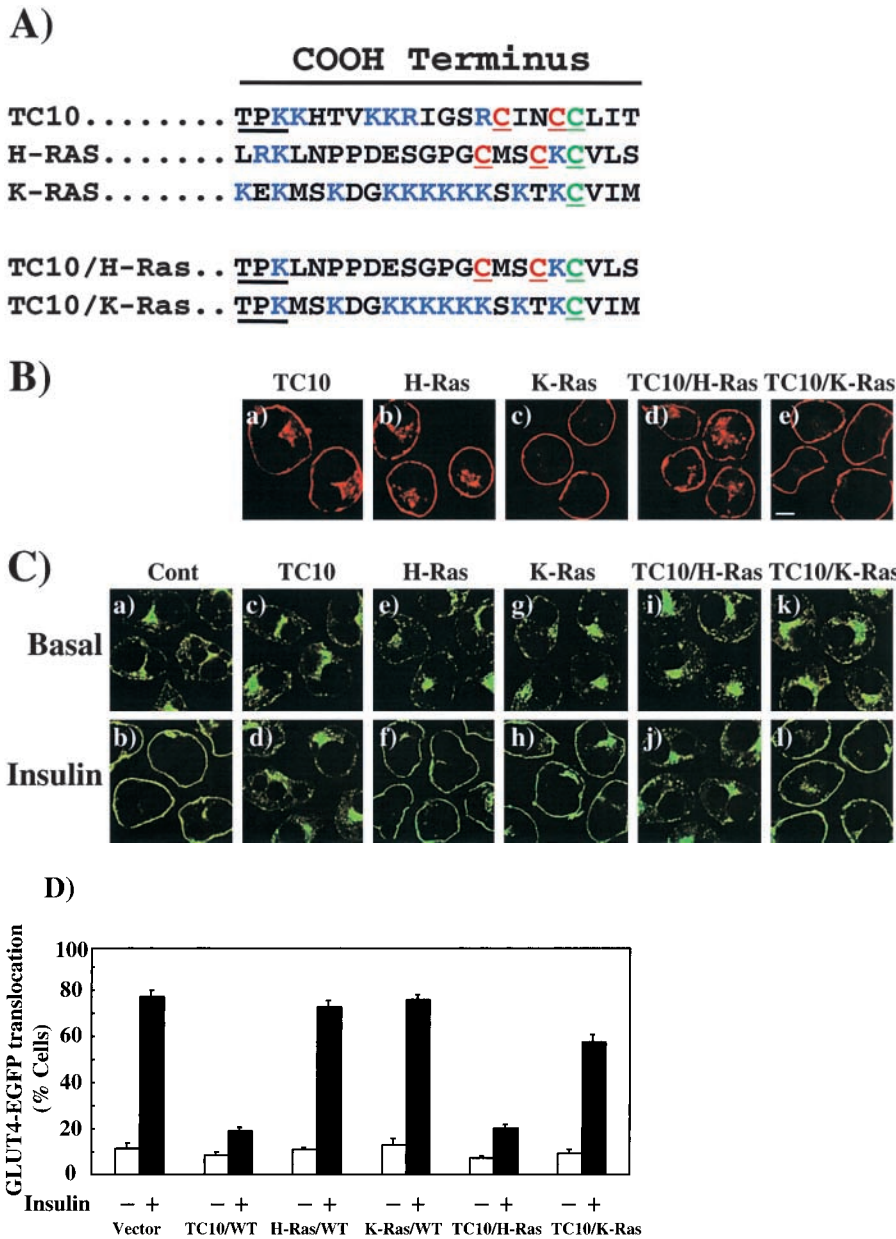 A)
COOH Terminus
TC10........ TPKKHTVKKRIGSRCINCCLIT
H-RAS....... LRKLNPPDESGPGCMSCKCVLS
K-RAS....... KEKMSKDGKKKKKKSKTKCVIM
TC10/H-Ras.. TPKLNPPDESGPGCMSCKCVLS
TC10/K-Ras.. TPKMSKDGKKKKKKSKTKCVIM
B)
TC10 H-Ras K-Ras TC10/H-Ras TC10/K-Ras
a) b) c) d) e)
C)
Cont TC10 H-Ras K-Ras TC10/H-Ras TC10/K-Ras
Basal
a) c) e) g) i) k)
Insulin
b) d) f) h) j) l)
D)
GLUT4-EGFP translocation
(% Cells)
100
80
60
40
20
0
Insulin − + − + − + − + − + − +
Vector TC10/WT H-Ras/WT K-Ras/WT TC10/H-Ras TC10/K-Ras